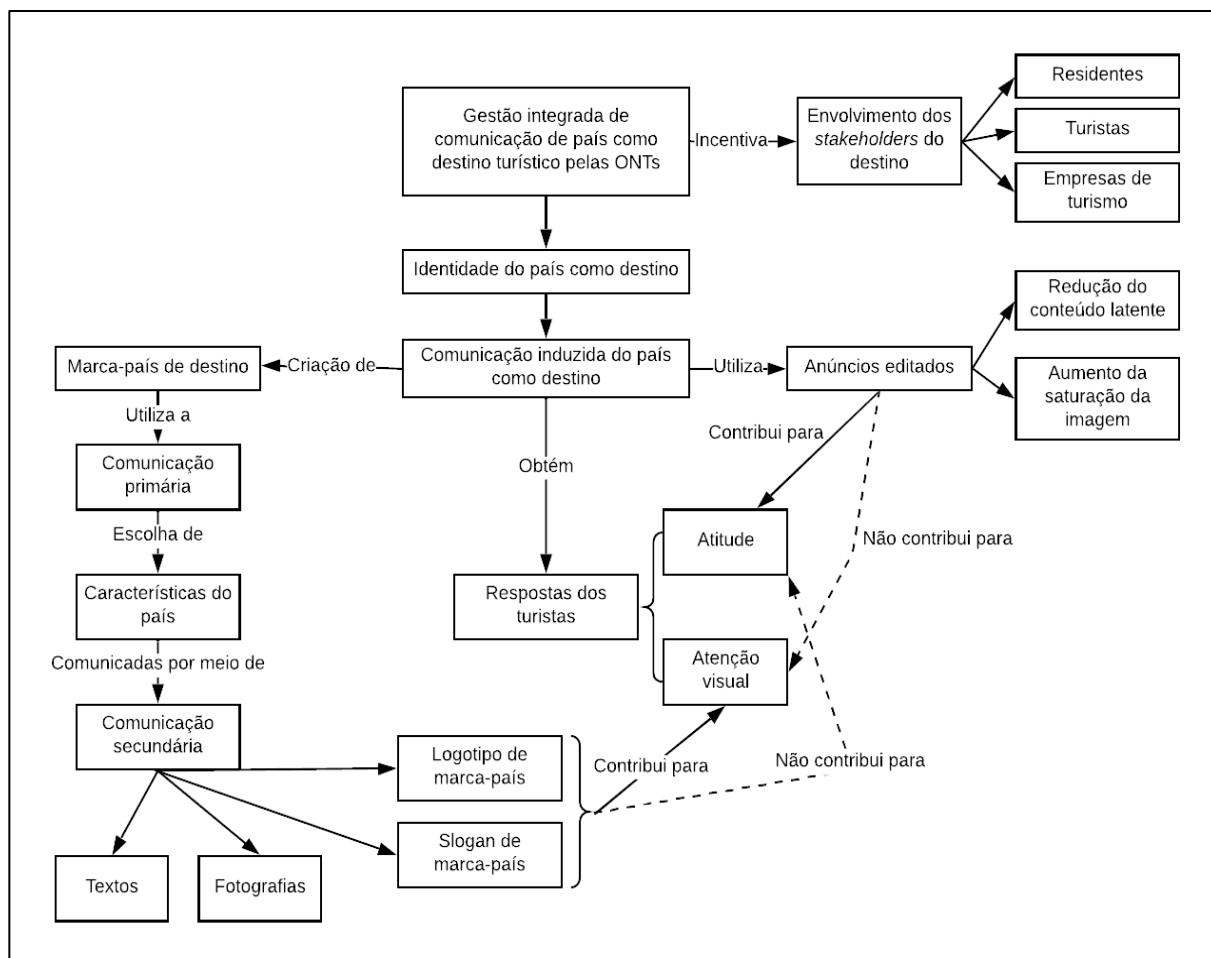 Residentes
Gestão integrada de
comunicação de país como
destino turístico pelas ONTs
Incentiva
Envolvimento dos
stakeholders do
destino
Turistas
Empresas de
turismo
Identidade do país como destino
Redução do
conteúdo latente
Marca-país de destino
Criação de
Comunicação induzida do país
como destino
Utiliza
Anúncios editados
Aumento da
saturação da
imagem
Utiliza a
Contribui para
Comunicação
primária
Obtém
Escolha de
Atitude
Não contribui para
Características do
país
Respostas dos
turistas
Comunicadas por meio de
Atenção
visual
Comunicação
secundária
Logotipo de
marca-país
Contribui para
Não contribui para
Slogan de
marca-país
Textos
Fotografias